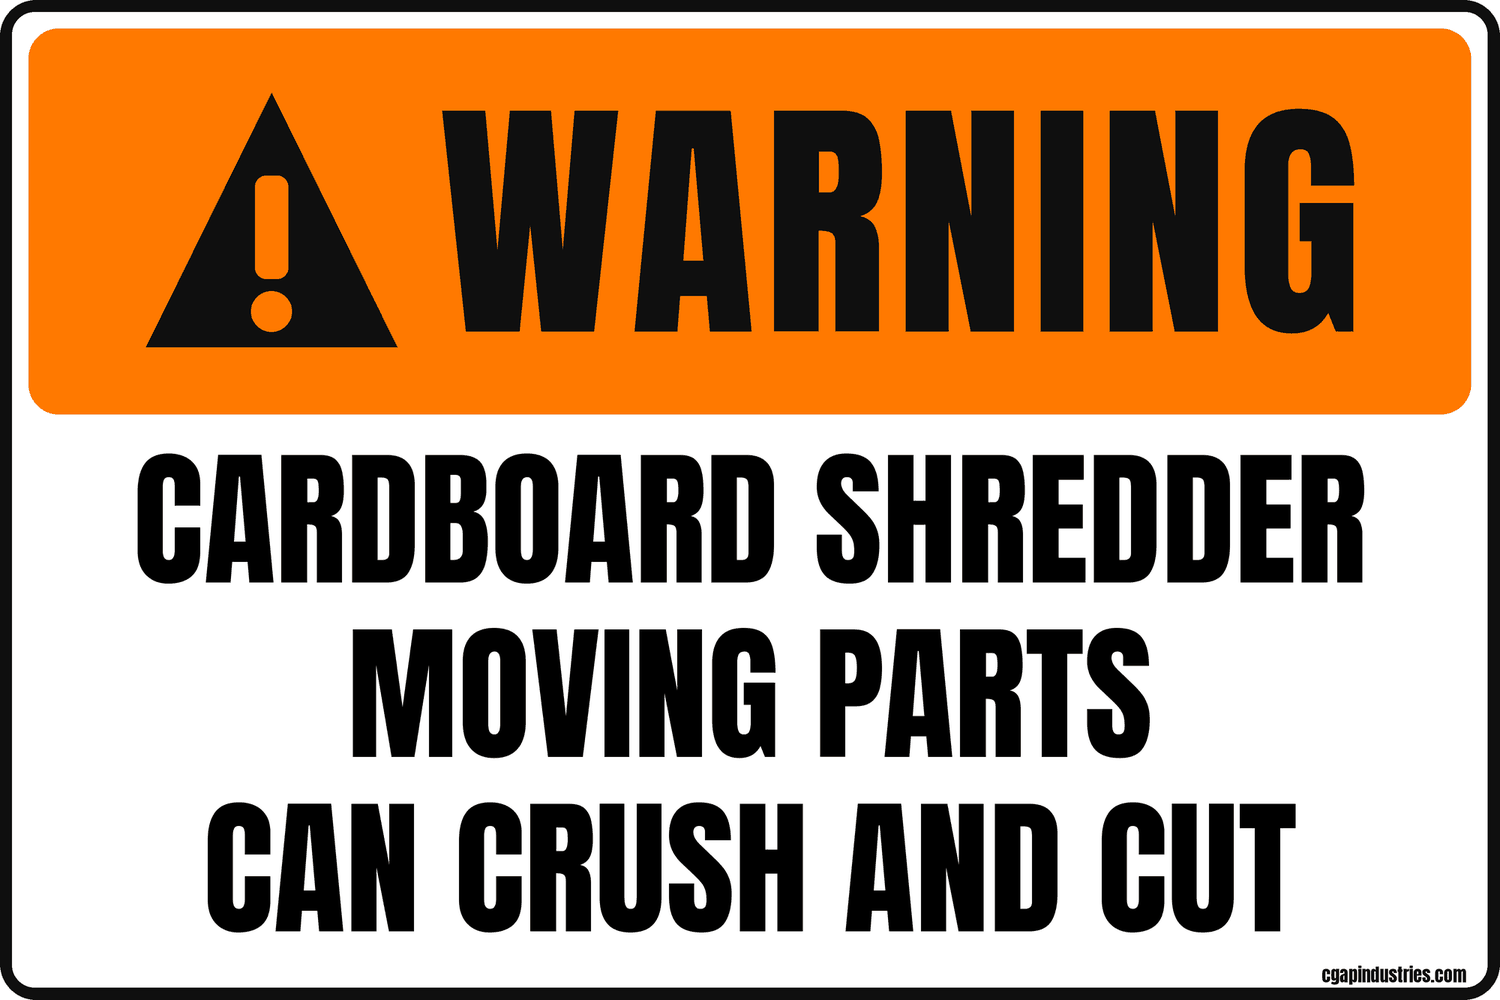 WARNING
CARDBOARD SHREDDER
MOVING PARTS
CAN CRUSH AND CUT
cgapindustries.com